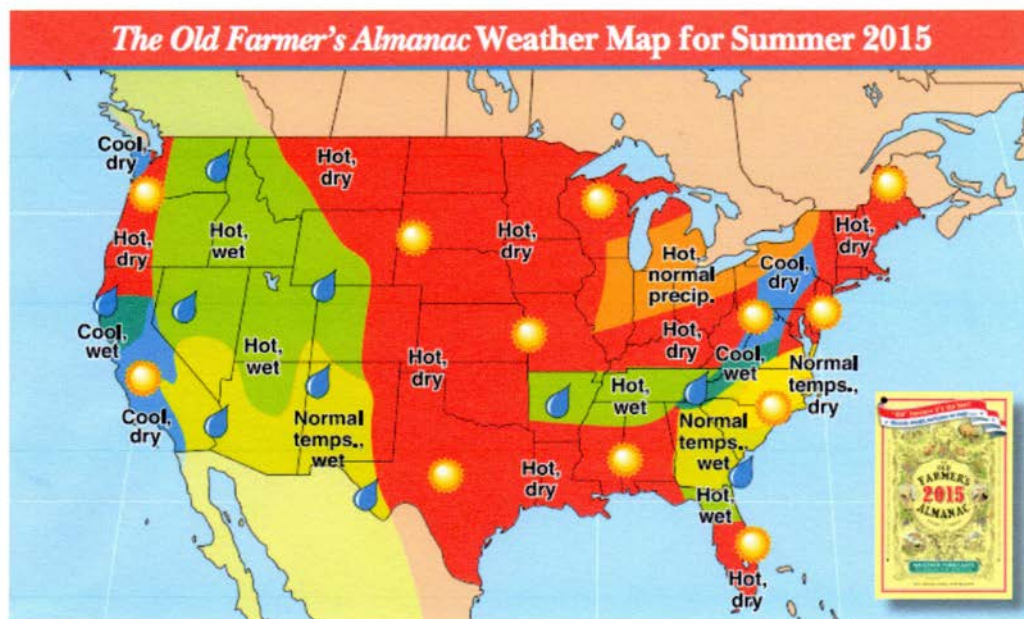 The Old Farmer's Almanac Weather Map for Summer 2015
Cool,
dry
Hot,
dry
Hot,
dry
Hot,
wet
Hot,
dry
Hot,
normal
precip.
Cool,
dry
Hot,
dry
Cool,
wet
Hot,
wet
Hot,
dry
Hot,
dry
Cool,
wet
Normal
temps.,
dry
Cool,
dry
Normal
temps.,
wet
Hot,
wet
Normal
temps.,
wet
Hot,
dry
Hot,
wet
Hot,
dry
OLD
FARMER'S
2015
ALMANAC
WEATHER FORECASTS